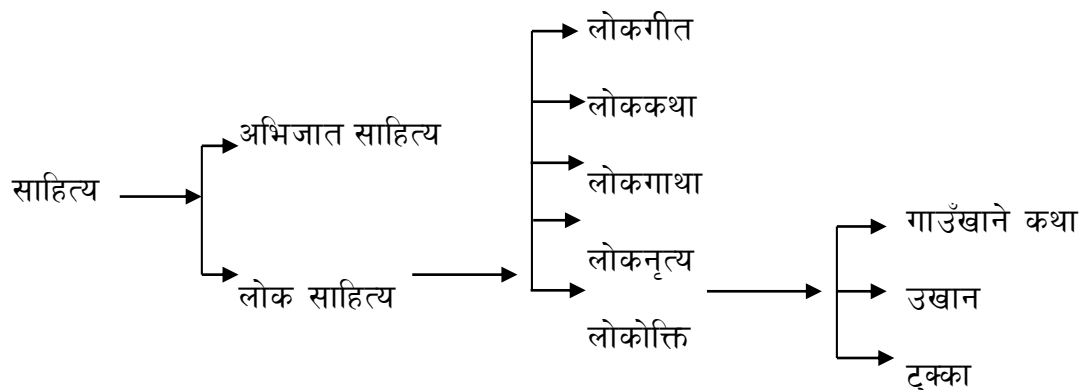 साहित्य
अभिजात साहित्य
लोक साहित्य
लोकगीत
लोककथा
लोकगाथा
लोकनृत्य
लोकोक्ति
गाउँखाने कथा
उखान
टुक्का